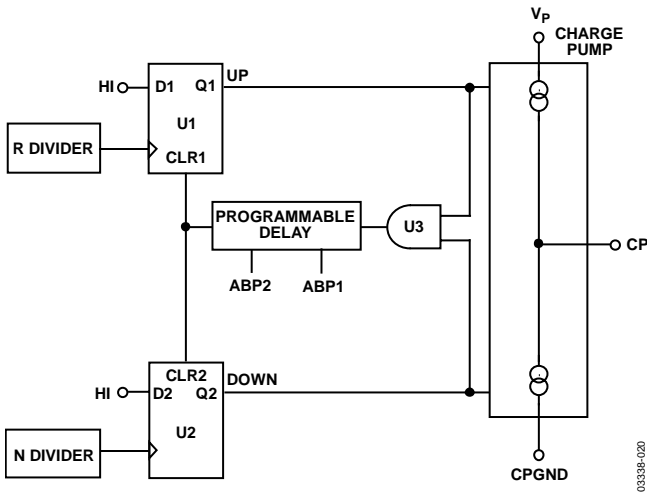 VP
CHARGE
PUMP
HI
D1
Q1
UP
U1
R DIVIDER
CLR1
PROGRAMMABLE
DELAY
U3
CP
ABP2
ABP1
CLR2
DOWN
HI
D2
Q2
U2
N DIVIDER
CPGND
03338-020